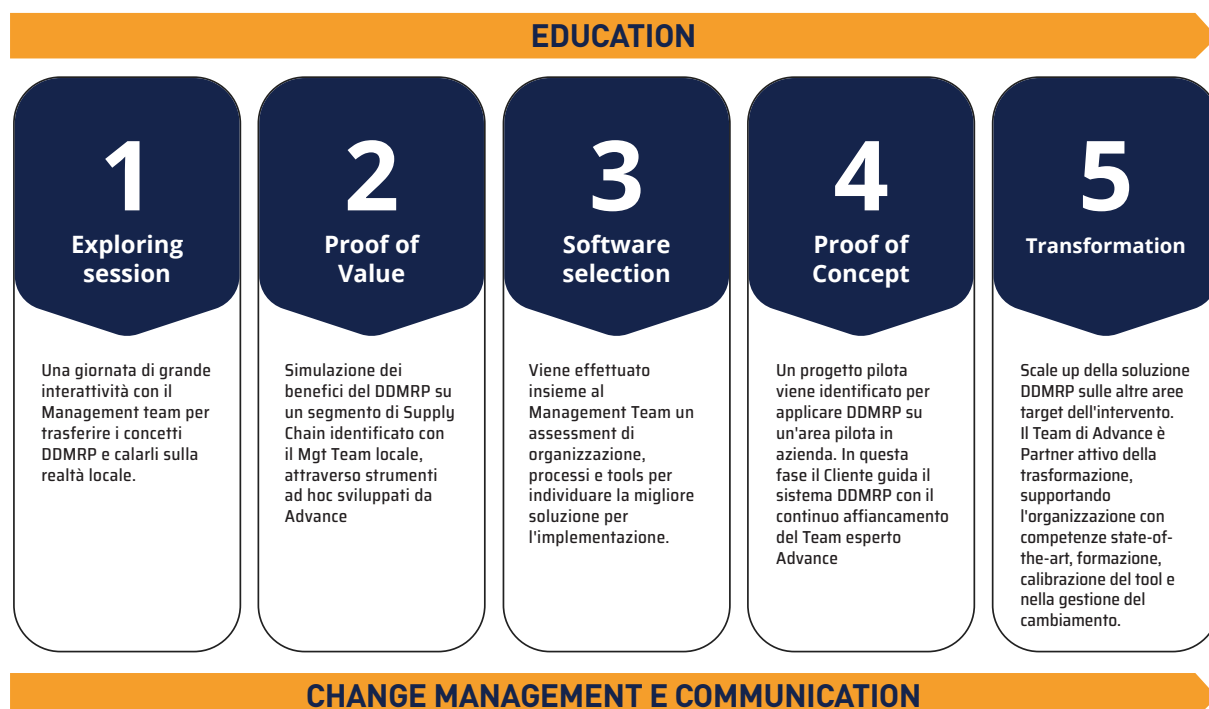 EDUCATION
1
Exploring
session
Una giornata di grande
interattività con il
Management team per
trasferire i concetti
DDMRP e calarli sulla
realtà locale.
2
Proof of
Value
Simulazione dei
benefici del DDMRP su
un segmento di Supply
Chain identificato con
il Mgt Team locale,
attraverso strumenti
ad hoc sviluppati da
Advance
3
Software
selection
Viene effettuato
insieme al
Management Team un
assessment di
organizzazione,
processi e tools per
individuare la migliore
soluzione per
l'implementazione.
4
Proof of
Concept
Un progetto pilota
viene identificato per
applicare DDMRP su
un'area pilota in
azienda. In questa
fase il Cliente guida il
sistema DDMRP con il
continuo affiancamento
del Team esperto
Advance
5
Transformation
Scale up della soluzione
DDMRP sulle altre aree
target dell'intervento.
Il Team di Advance è
Partner attivo della
trasformazione,
supportando
l'organizzazione con
competenze state-of-
the-art, formazione,
calibrazione del tool e
nella gestione del
cambiamento.
CHANGE MANAGEMENT E COMMUNICATION